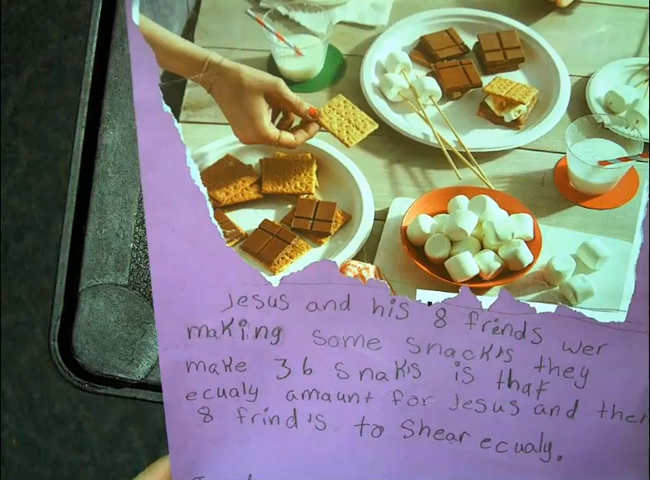 Jesus and his 8 frinds wer
making some snacks they
make 36 snaks is that
ecualy amaunt for Jesus and ther
8 frind's to shear ecualy.